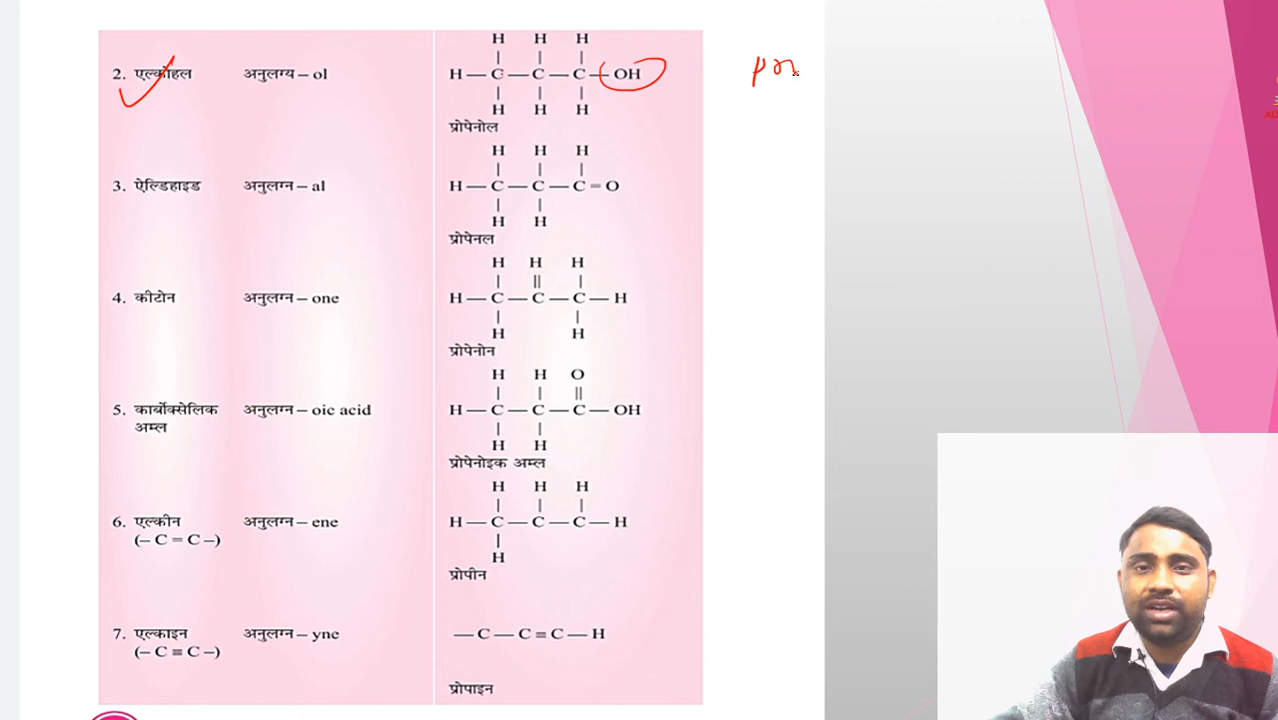 H H H
| | |
2. एल्कोहल अनुलग्य – ol H — C — C — C — OH
| | |
H H H
प्रोपेनोल
H H H
| | |
3. ऐल्डिहाइड अनुलग्न – al H — C — C — C = O
| |
H H
प्रोपेनल
H H H
| || |
4. कीटोन अनुलग्न – one H — C — C — C — H
| |
H H
प्रोपेनोन
H H O
| | ||
5. कार्बोक्सेलिक अनुलग्न – oic acid H — C — C — C — OH
अम्ल | |
H H
प्रोपेनोइक अम्ल
H H H
| | |
6. एल्कीन अनुलग्न – ene H — C — C — C — H
(– C = C –) |
H
प्रोपीन
7. एल्काइन अनुलग्न – yne — C — C ≡ C — H
(– C ≡ C –)
प्रोपाइन